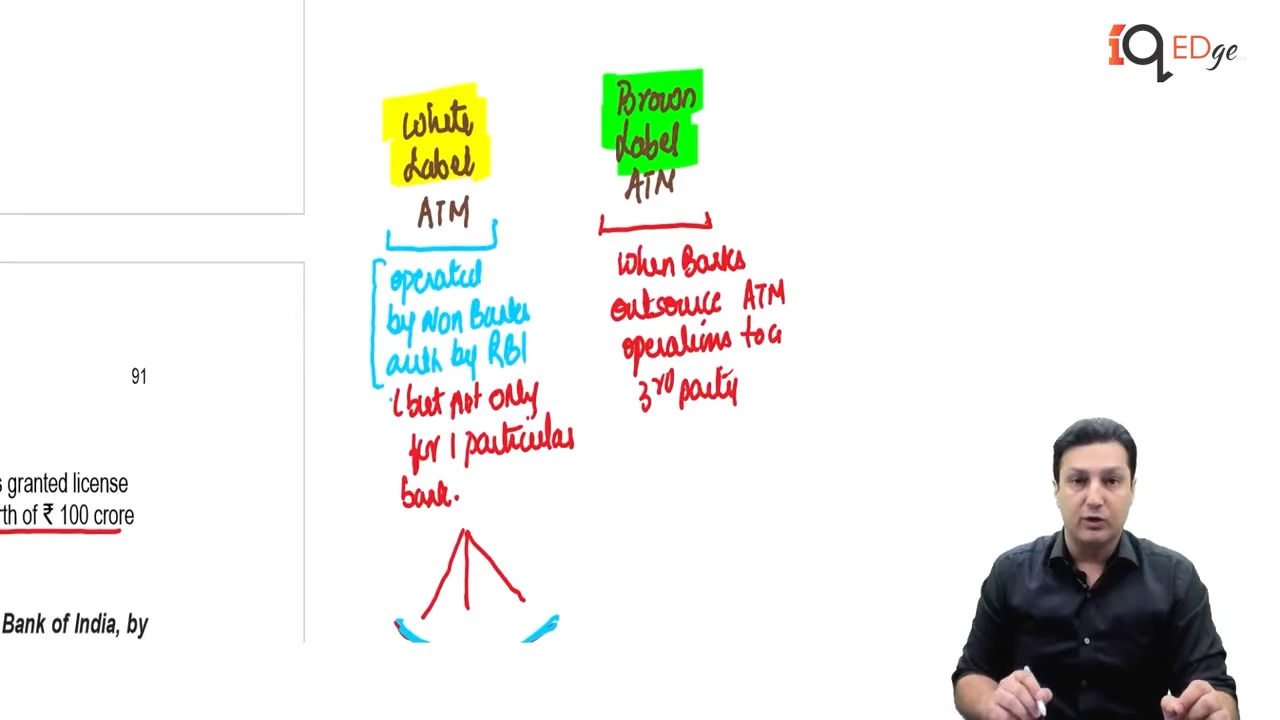 iQ EDge
White
Label
ATM
operated
by Non Banks
auth by RBI
(but not only
for 1 particular
bank.
Brown
Label
ATM
When Banks
outsource ATM
operations to a
3rd party
91
s granted license
rth of ₹ 100 crore
Bank of India, by